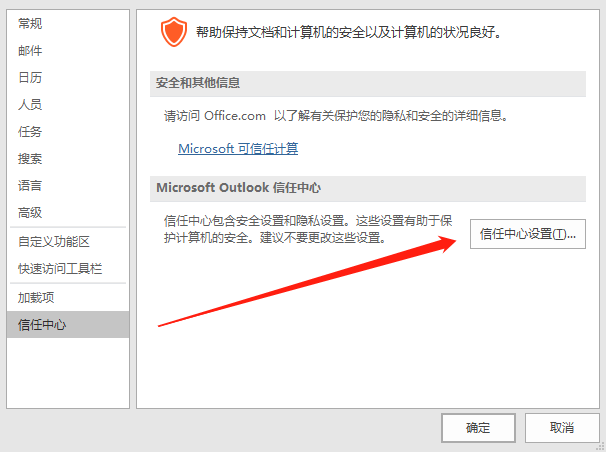 常规
邮件
日历
人员
任务
搜索
语言
高级
自定义功能区
快速访问工具栏
加载项
信任中心
帮助保持文档和计算机的安全以及计算机的状况良好。
安全和其他信息
请访问 Office.com 以了解有关保护您的隐私和安全的详细信息。
Microsoft 可信任计算
Microsoft Outlook 信任中心
信任中心包含安全设置和隐私设置。这些设置有助于保
护计算机的安全。建议不要更改这些设置。
信任中心设置(T)...
确定
取消